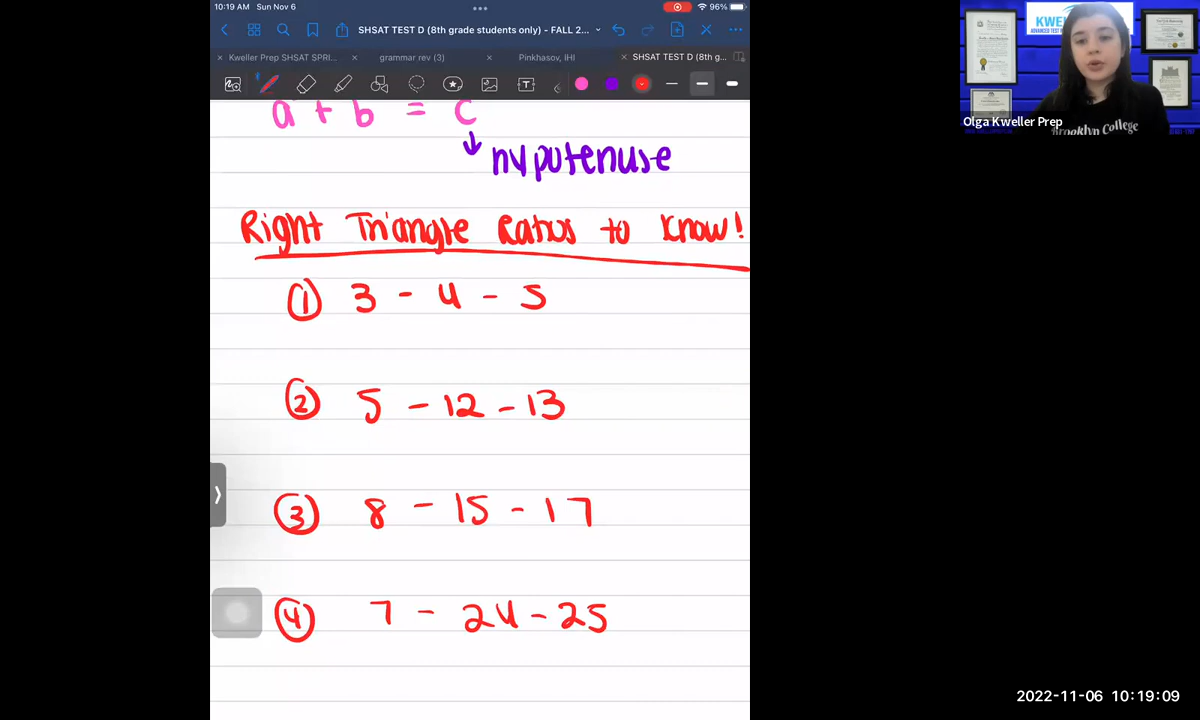 10:19 AM Sun Nov 6
96%
SHSAT TEST D (8th grade students only) - FALL 2...
Kweller Prep SHSAT SPRI...
grammar rev (3)
Pinkhasov, IHI
SHSAT TEST D (8th g...
a + b = c
hypotenuse
Right Triangle Ratios to Know!
① 3 - 4 - 5
② 5 - 12 - 13
③ 8 - 15 - 17
④ 7 - 24 - 25
KWE
ADVANCED TEST
Olga Kweller Prep
Brooklyn College
2022-11-06 10:19:09